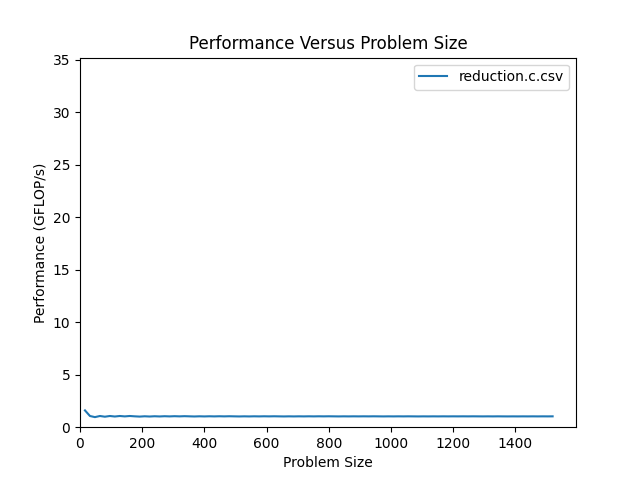 Performance Versus Problem Size
reduction.c.csv
Performance (GFLOP/s)
35
30
25
20
15
10
5
0
0 200 400 600 800 1000 1200 1400
Problem Size